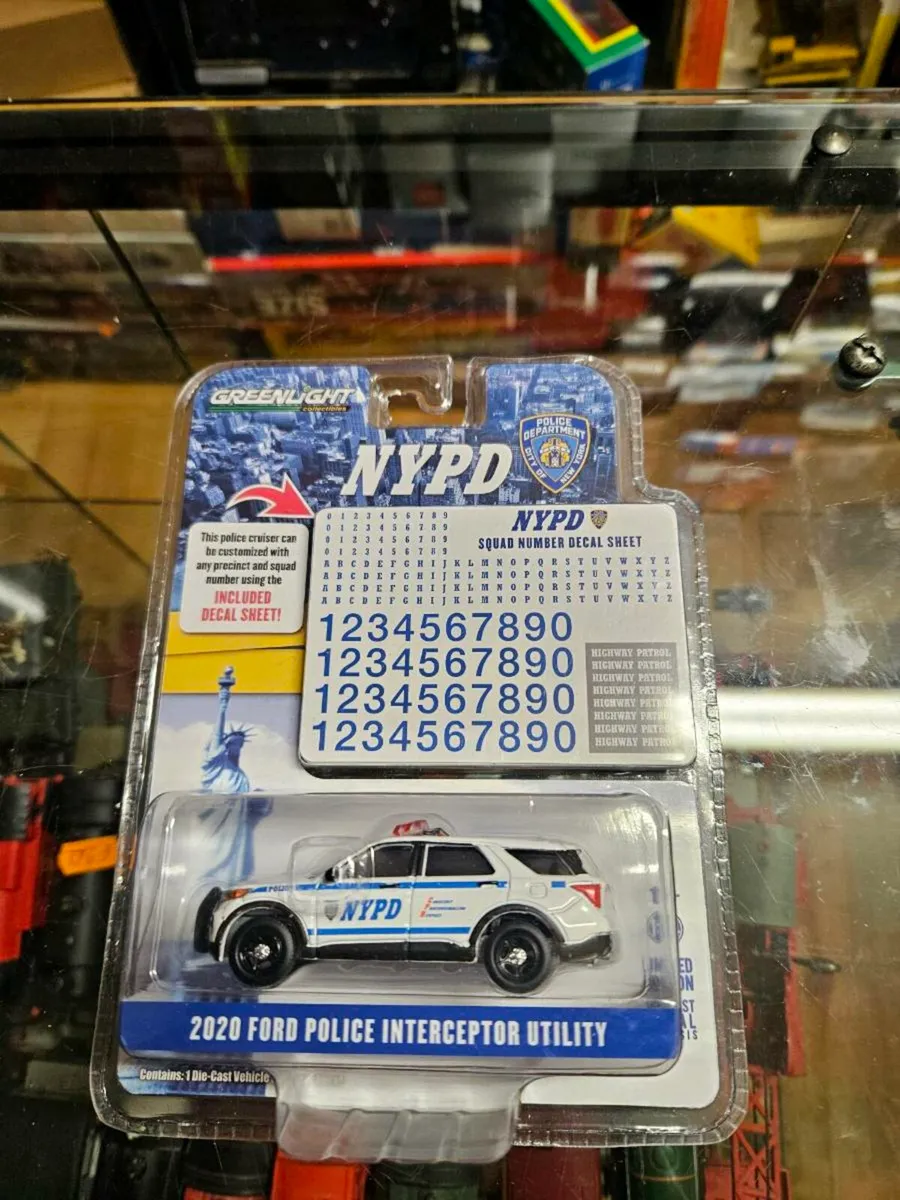 GREENLIGHT
collectibles
NYPD
POLICE
DEPARTMENT
CITY OF NEW YORK
This police cruiser can
be customized with
any precinct and squad
number using the
INCLUDED
DECAL SHEET!
0 1 2 3 4 5 6 7 8 9
0 1 2 3 4 5 6 7 8 9
0 1 2 3 4 5 6 7 8 9
0 1 2 3 4 5 6 7 8 9
NYPD
SQUAD NUMBER DECAL SHEET
A B C D E F G H I J K L M N O P Q R S T U V W X Y Z
A B C D E F G H I J K L M N O P Q R S T U V W X Y Z
A B C D E F G H I J K L M N O P Q R S T U V W X Y Z
A B C D E F G H I J K L M N O P Q R S T U V W X Y Z
1234567890
1234567890
1234567890
1234567890
HIGHWAY PATROL
HIGHWAY PATROL
HIGHWAY PATROL
HIGHWAY PATROL
HIGHWAY PATROL
HIGHWAY PATROL
HIGHWAY PATROL
HIGHWAY PATROL
POLICE
NYPD
2020 FORD POLICE INTERCEPTOR UTILITY
Contains: 1 Die-Cast Vehicle